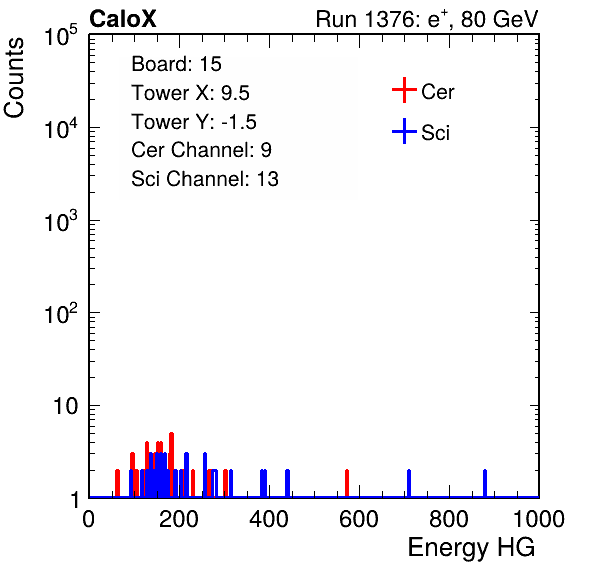 CaloX Run 1376: e⁺, 80 GeV
Counts
Board: 15
Tower X: 9.5
Tower Y: -1.5
Cer Channel: 9
Sci Channel: 13
Cer
Sci
10⁵
10⁴
10³
10²
10
1
0 200 400 600 800 1000
Energy HG